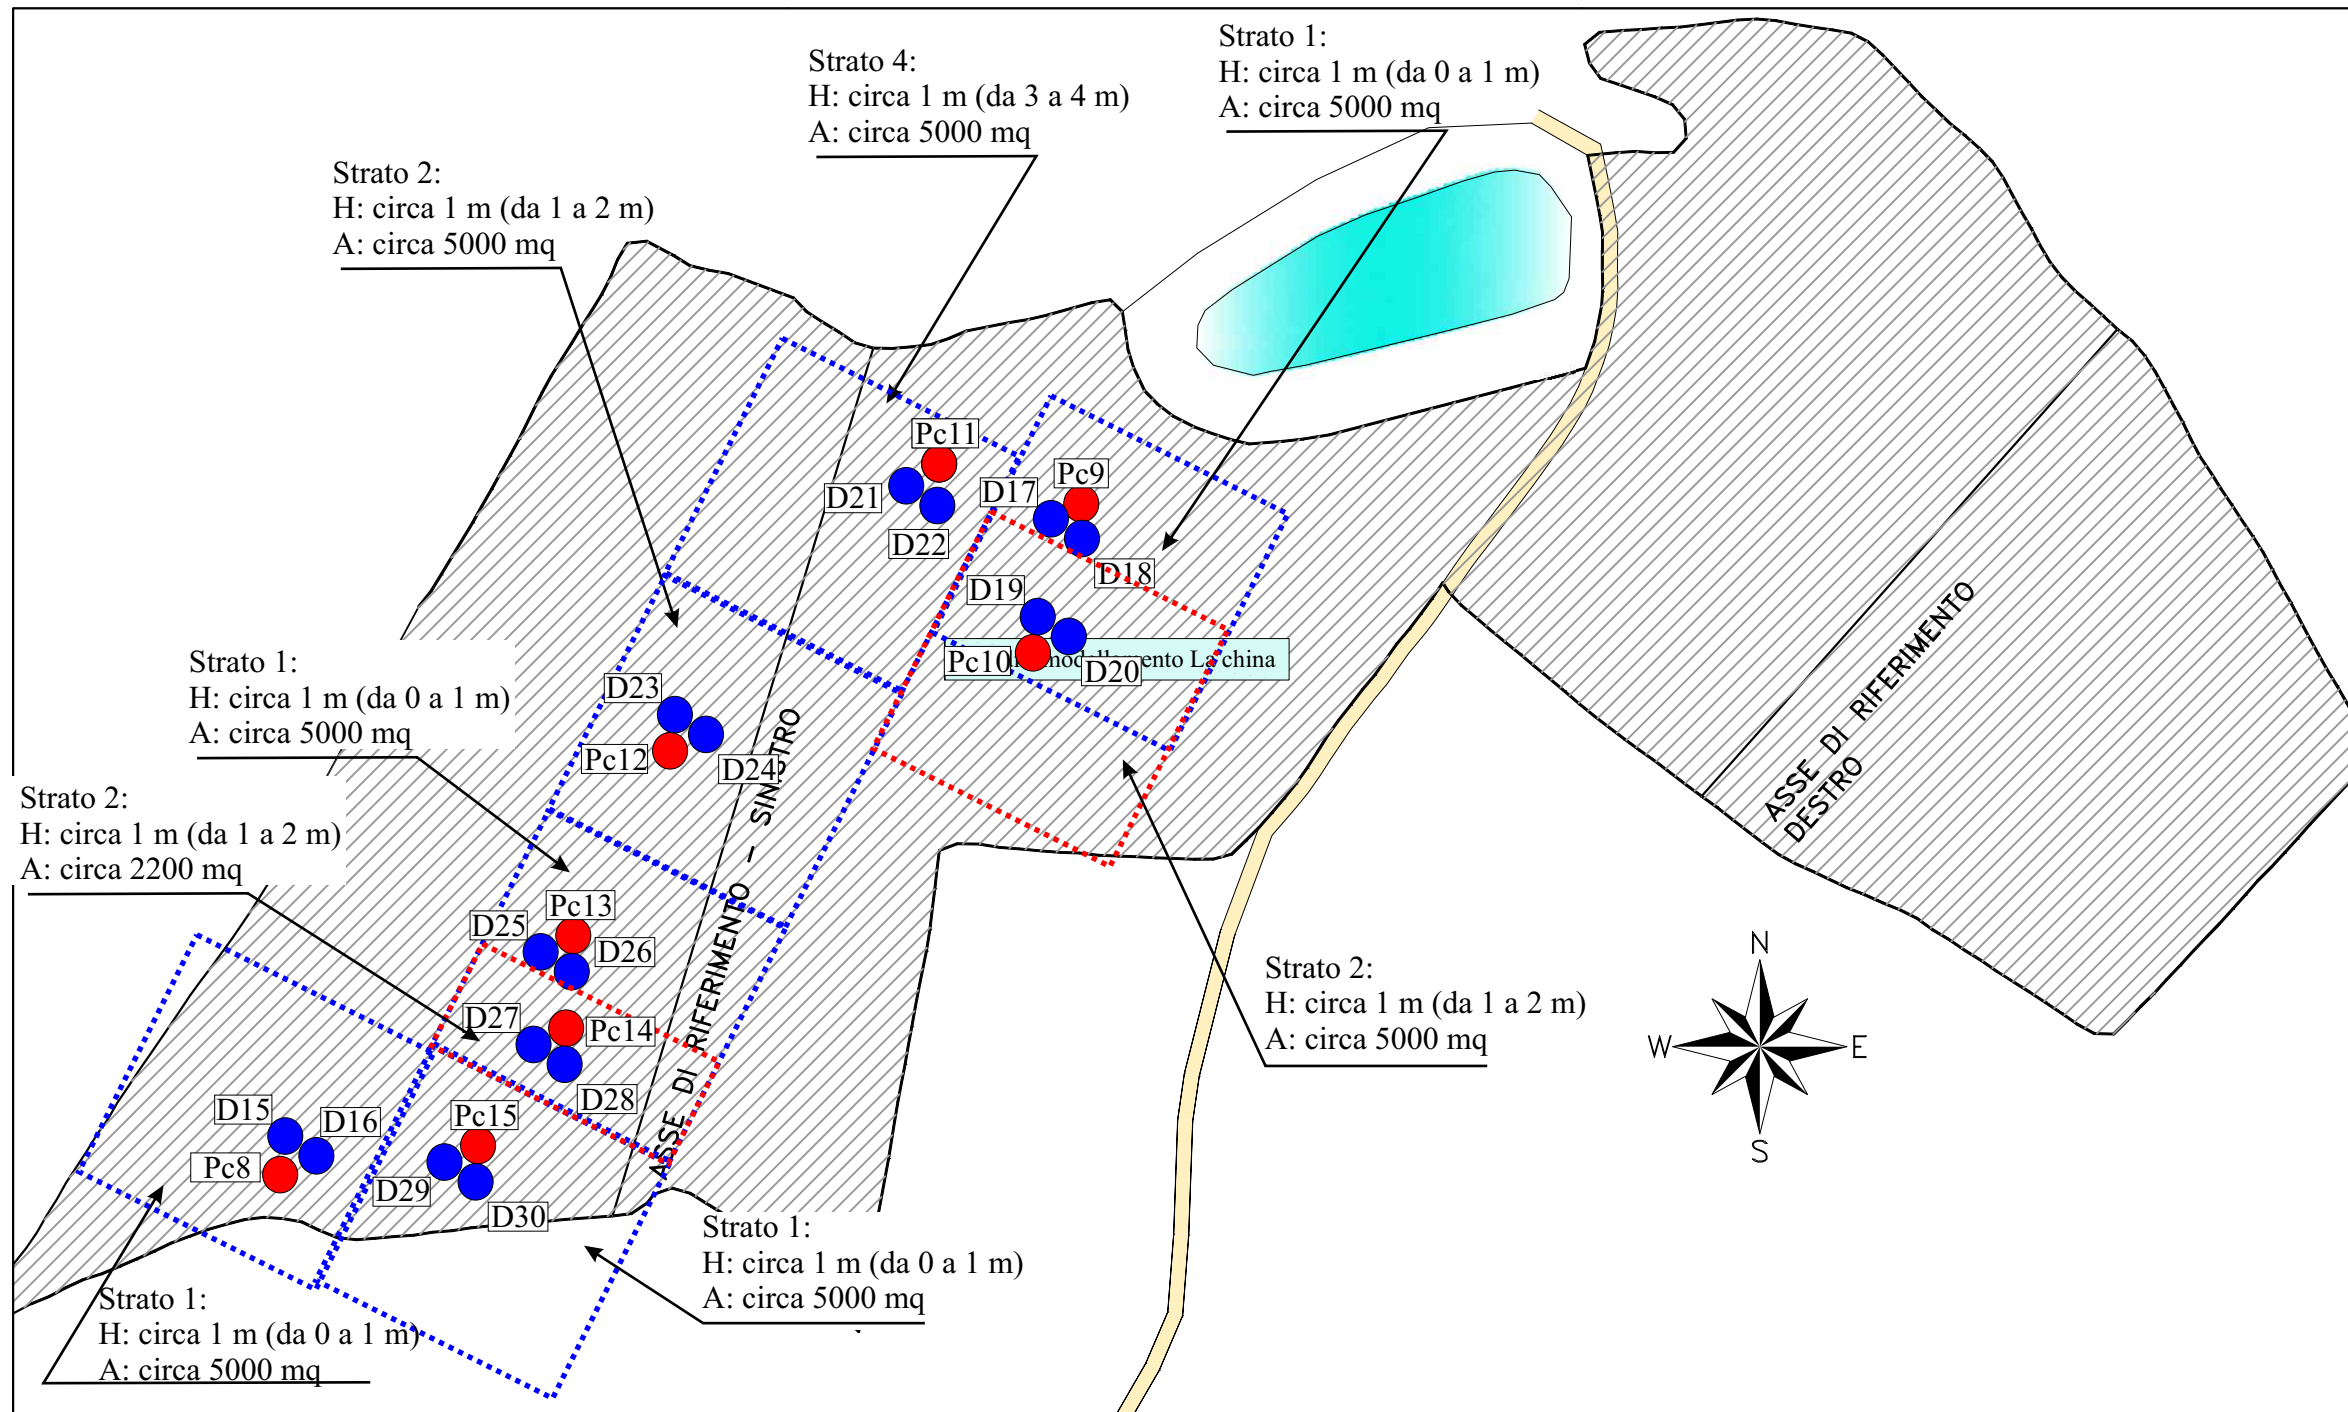 Strato 1:
H: circa 1 m (da 0 a 1 m)
A: circa 5000 mq
Strato 4:
H: circa 1 m (da 3 a 4 m)
A: circa 5000 mq
Strato 2:
H: circa 1 m (da 1 a 2 m)
A: circa 5000 mq
Pc11
D21
D22
Pc9
D17
D18
D19
Pc10
modellamento La china
D20
ASSE DI RIFERIMENTO
DESTRO
Strato 1:
H: circa 1 m (da 0 a 1 m)
A: circa 5000 mq
D23
Pc12
D24
ASSE DI RIFERIMENTO – SINISTRO
Strato 2:
H: circa 1 m (da 1 a 2 m)
A: circa 2200 mq
Pc13
D25
D26
D27
Pc14
D28
Strato 2:
H: circa 1 m (da 1 a 2 m)
A: circa 5000 mq
N
W
E
S
D15
D16
Pc8
Pc15
D29
D30
Strato 1:
H: circa 1 m (da 0 a 1 m)
A: circa 5000 mq
Strato 1:
H: circa 1 m (da 0 a 1 m)
A: circa 5000 mq